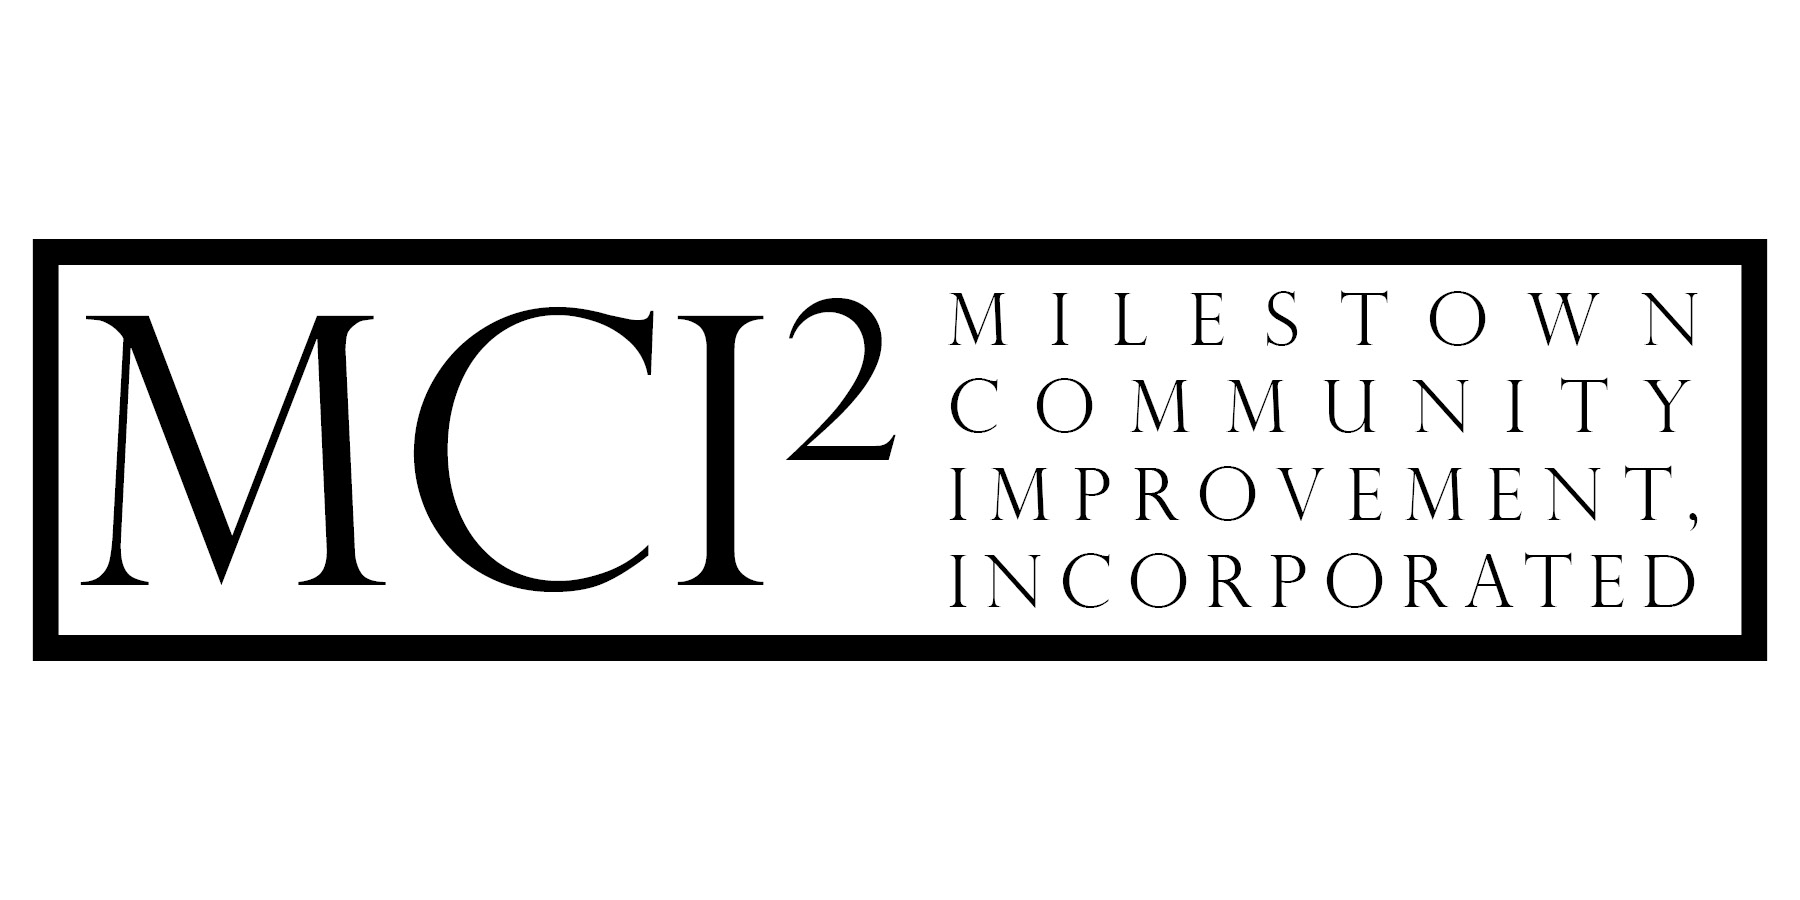 MCI²
MILESTOWN
COMMUNITY
IMPROVEMENT,
INCORPORATED